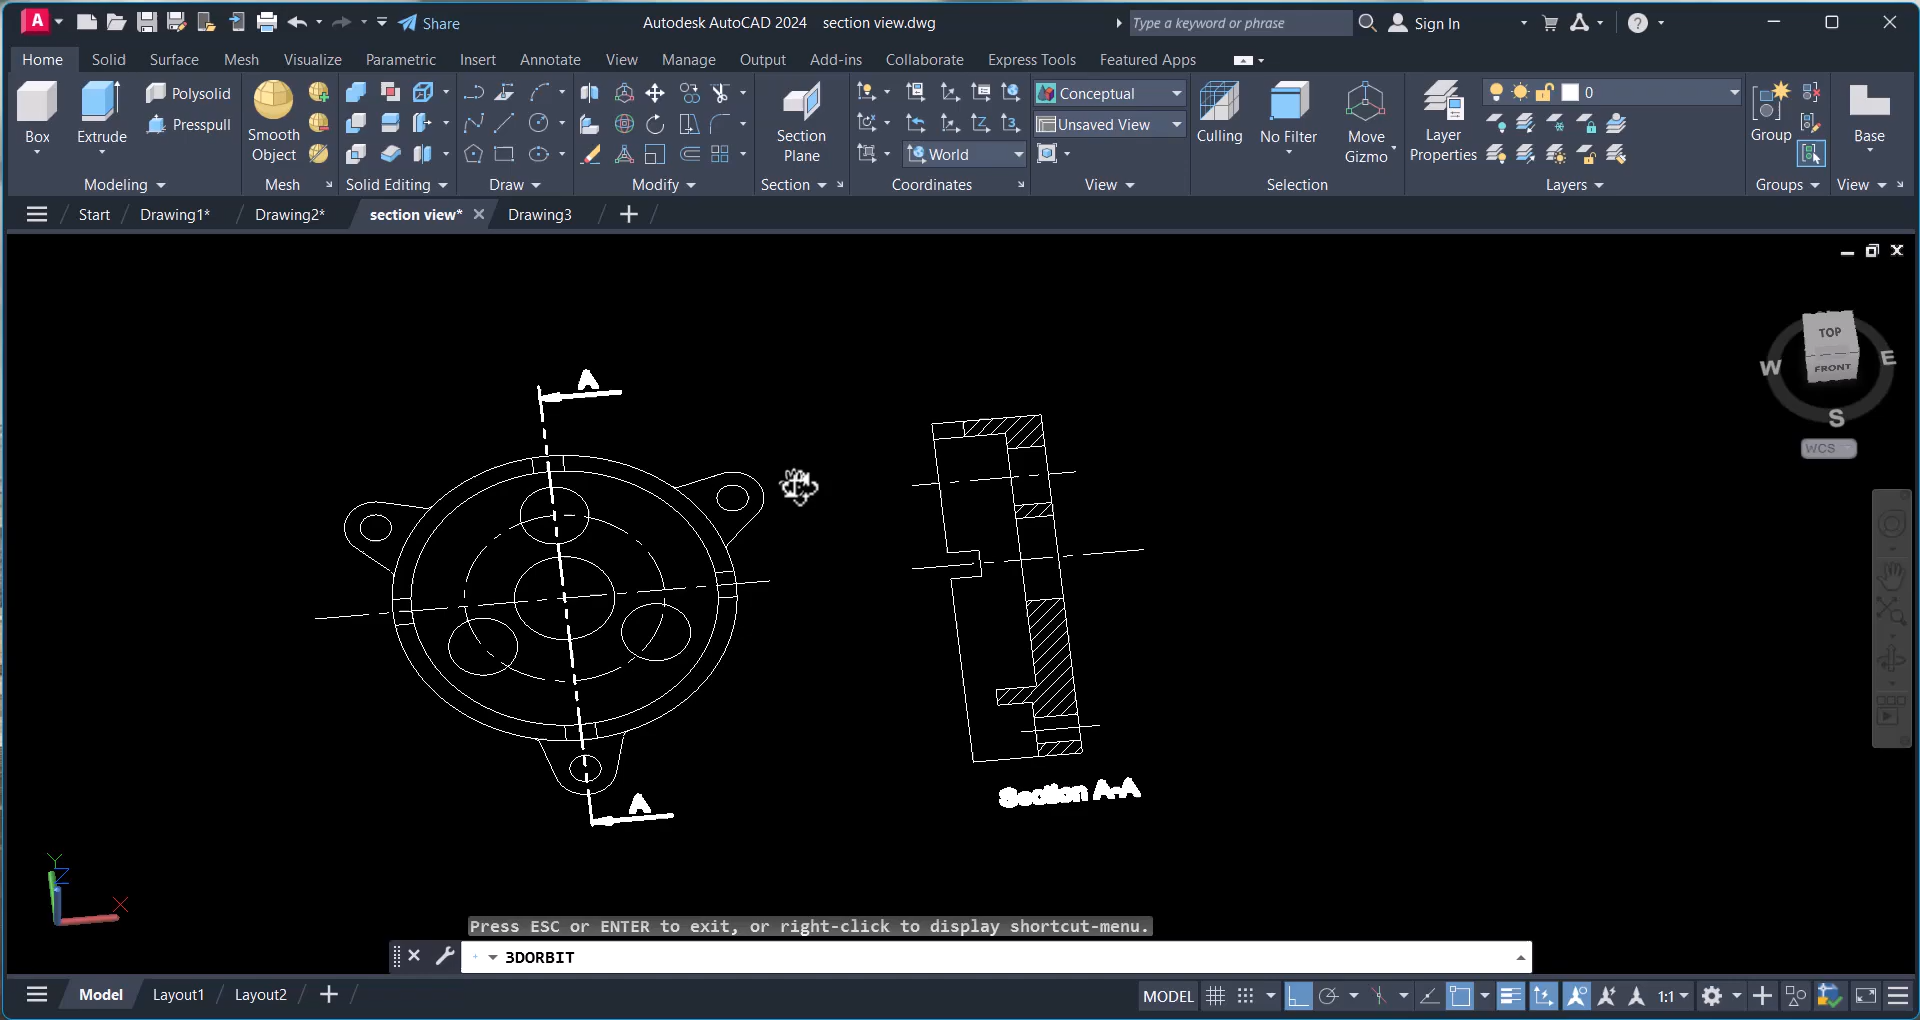 A
Share
Autodesk AutoCAD 2024 section view.dwg
Type a keyword or phrase
Sign In
Home Solid Surface Mesh Visualize Parametric Insert Annotate View Manage Output Add-ins Collaborate Express Tools Featured Apps
Box
Extrude
Polysolid
Presspull
Smooth
Object
Section
Plane
World
Conceptual
Unsaved View
Culling
No Filter
Move
Gizmo
Layer
Properties
0
Group
Base
Modeling Mesh Solid Editing Draw Modify Section Coordinates View Selection Layers Groups View
Start Drawing1* Drawing2* section view* Drawing3
TOP
FRONT
W
E
S
WCS
A
A
Section A-A
Y
Z
X
Press ESC or ENTER to exit, or right-click to display shortcut-menu.
3DORBIT
Model Layout1 Layout2
MODEL
1:1